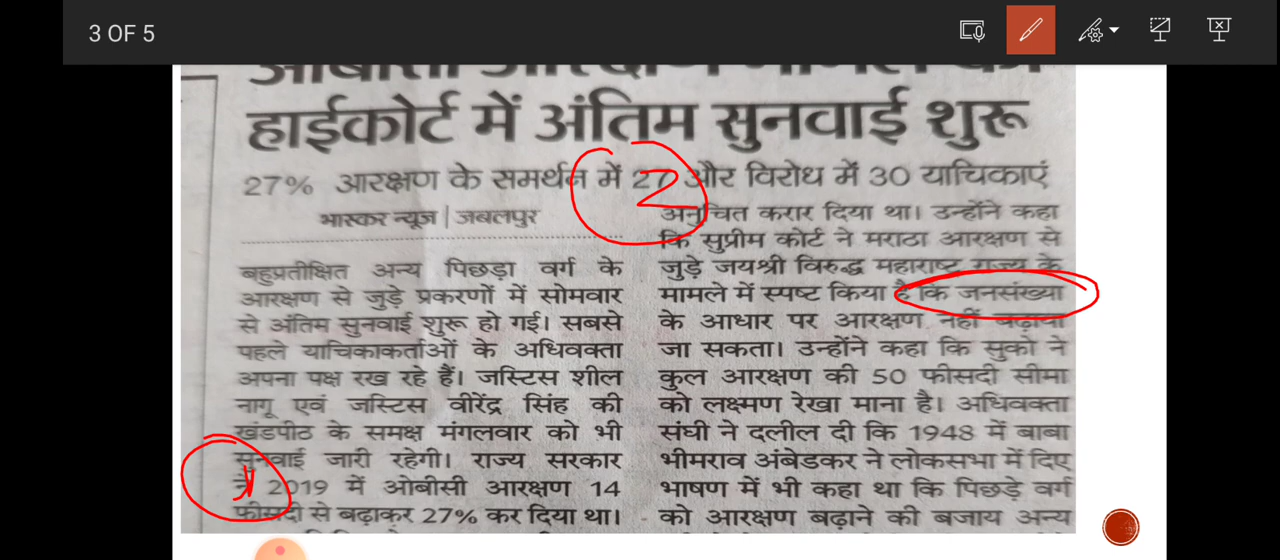 3 OF 5
ओबीसी आरक्षण मामले की
हाईकोर्ट में अंतिम सुनवाई शुरू
27% आरक्षण के समर्थन में 27 और विरोध में 30 याचिकाएं
भास्कर न्यूज | जबलपुर
बहुप्रतीक्षित अन्य पिछड़ा वर्ग के
आरक्षण से जुड़े प्रकरणों में सोमवार
से अंतिम सुनवाई शुरू हो गई। सबसे
पहले याचिकाकर्ताओं के अधिवक्ता
अपना पक्ष रख रहे हैं। जस्टिस शील
नागू एवं जस्टिस वीरेंद्र सिंह की
खंडपीठ के समक्ष मंगलवार को भी
सुनवाई जारी रहेगी। राज्य सरकार
ने 2019 में ओबीसी आरक्षण 14
फीसदी से बढ़ाकर 27% कर दिया था।
अनुचित करार दिया था। उन्होंने कहा
कि सुप्रीम कोर्ट ने मराठा आरक्षण से
जुड़े जयश्री विरुद्ध महाराष्ट्र राज्य के
मामले में स्पष्ट किया है कि जनसंख्या
के आधार पर आरक्षण नहीं बढ़ाया
जा सकता। उन्होंने कहा कि सुको ने
कुल आरक्षण की 50 फीसदी सीमा
को लक्ष्मण रेखा माना है। अधिवक्ता
संघी ने दलील दी कि 1948 में बाबा
भीमराव अंबेडकर ने लोकसभा में दिए
भाषण में भी कहा था कि पिछड़े वर्ग
को आरक्षण बढ़ाने की बजाय अन्य
2